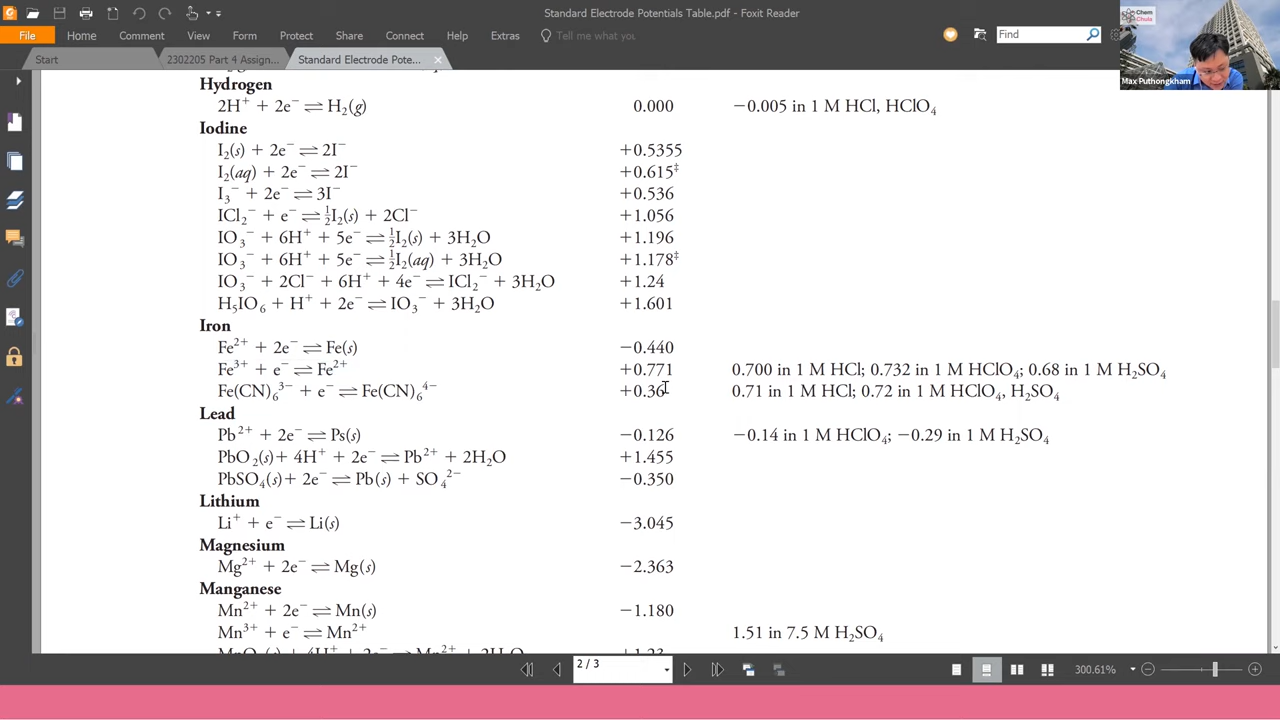 Standard Electrode Potentials Table.pdf - Foxit Reader
File Home Comment View Form Protect Share Connect Help Extras Tell me what you Find
Chem
Chula
Max Puthongkham
Start 2302205 Part 4 Assign... Standard Electrode Pote...
Hydrogen
2H⁺ + 2e⁻ ⇌ H₂(g) 0.000 −0.005 in 1 M HCl, HClO₄
Iodine
I₂(s) + 2e⁻ ⇌ 2I⁻ +0.5355
I₂(aq) + 2e⁻ ⇌ 2I⁻ +0.615‡
I₃⁻ + 2e⁻ ⇌ 3I⁻ +0.536
ICl₂⁻ + e⁻ ⇌ ½I₂(s) + 2Cl⁻ +1.056
IO₃⁻ + 6H⁺ + 5e⁻ ⇌ ½I₂(s) + 3H₂O +1.196
IO₃⁻ + 6H⁺ + 5e⁻ ⇌ ½I₂(aq) + 3H₂O +1.178‡
IO₃⁻ + 2Cl⁻ + 6H⁺ + 4e⁻ ⇌ ICl₂⁻ + 3H₂O +1.24
H₅IO₆ + H⁺ + 2e⁻ ⇌ IO₃⁻ + 3H₂O +1.601
Iron
Fe²⁺ + 2e⁻ ⇌ Fe(s) −0.440
Fe³⁺ + e⁻ ⇌ Fe²⁺ +0.771 0.700 in 1 M HCl; 0.732 in 1 M HClO₄; 0.68 in 1 M H₂SO₄
Fe(CN)₆³⁻ + e⁻ ⇌ Fe(CN)₆⁴⁻ +0.36 0.71 in 1 M HCl; 0.72 in 1 M HClO₄, H₂SO₄
Lead
Pb²⁺ + 2e⁻ ⇌ Ps(s) −0.126 −0.14 in 1 M HClO₄; −0.29 in 1 M H₂SO₄
PbO₂(s) + 4H⁺ + 2e⁻ ⇌ Pb²⁺ + 2H₂O +1.455
PbSO₄(s) + 2e⁻ ⇌ Pb(s) + SO₄²⁻ −0.350
Lithium
Li⁺ + e⁻ ⇌ Li(s) −3.045
Magnesium
Mg²⁺ + 2e⁻ ⇌ Mg(s) −2.363
Manganese
Mn²⁺ + 2e⁻ ⇌ Mn(s) −1.180
Mn³⁺ + e⁻ ⇌ Mn²⁺ 1.51 in 7.5 M H₂SO₄
2 / 3 300.61%